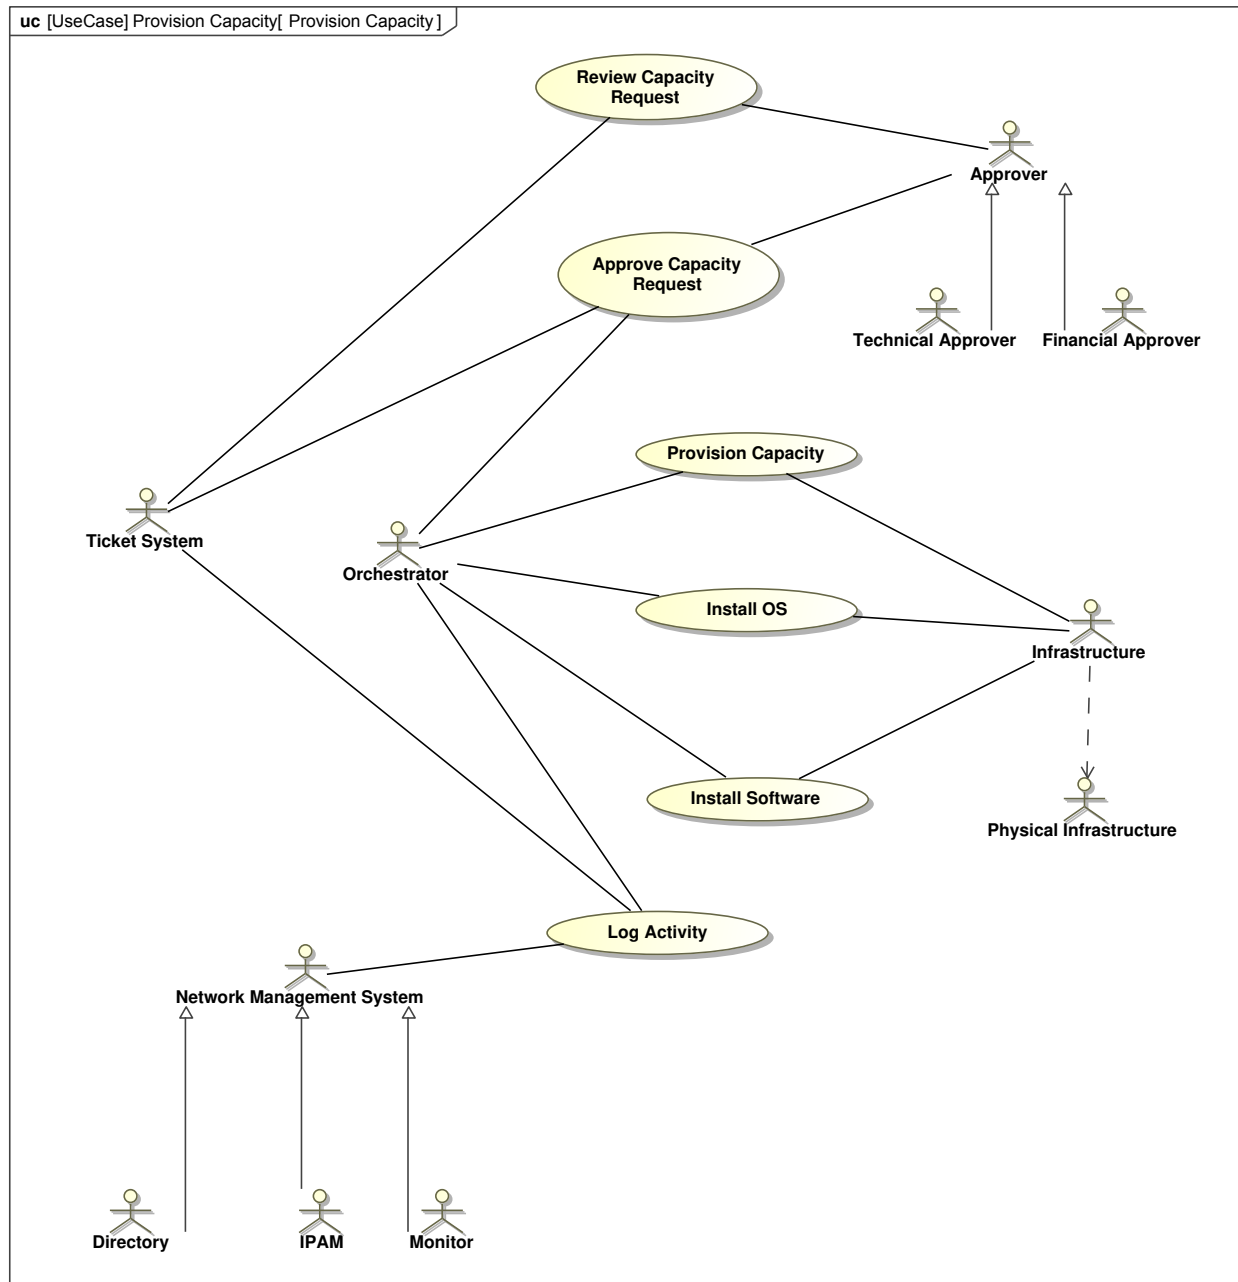 uc [UseCase] Provision Capacity[ Provision Capacity ]
Review Capacity
Request
Approver
Approve Capacity
Request
Technical Approver
Financial Approver
Provision Capacity
Ticket System
Orchestrator
Install OS
Infrastructure
Install Software
Physical Infrastructure
Log Activity
Network Management System
Directory
IPAM
Monitor